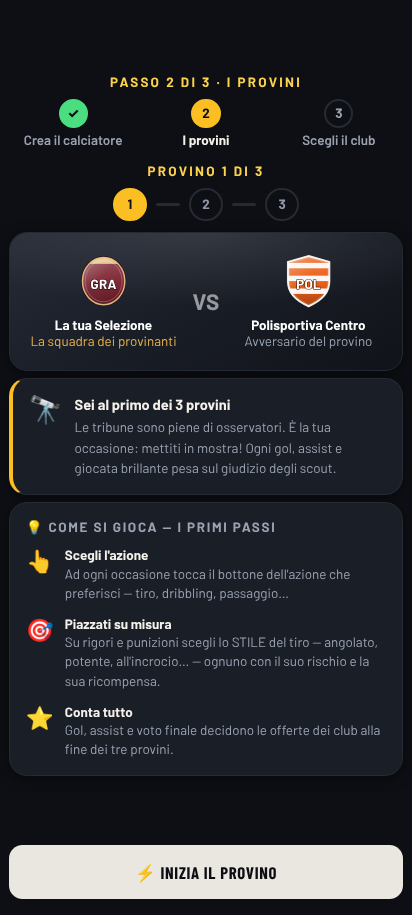 PASSO 2 DI 3 · I PROVINI
✓ 2 3
Crea il calciatore I provini Scegli il club
PROVINO 1 DI 3
1 2 3
GRA VS POL
La tua Selezione Polisportiva Centro
La squadra dei provinanti Avversario del provino
Sei al primo dei 3 provini
Le tribune sono piene di osservatori. È la tua
occasione: mettiti in mostra! Ogni gol, assist e
giocata brillante pesa sul giudizio degli scout.
💡 COME SI GIOCA — I PRIMI PASSI
Scegli l'azione
Ad ogni occasione tocca il bottone dell'azione che
preferisci — tiro, dribbling, passaggio...
Piazzati su misura
Su rigori e punizioni scegli lo STILE del tiro — angolato,
potente, all'incrocio... — ognuno con il suo rischio e la
sua ricompensa.
Conta tutto
Gol, assist e voto finale decidono le offerte dei club alla
fine dei tre provini.
⚡ INIZIA IL PROVINO